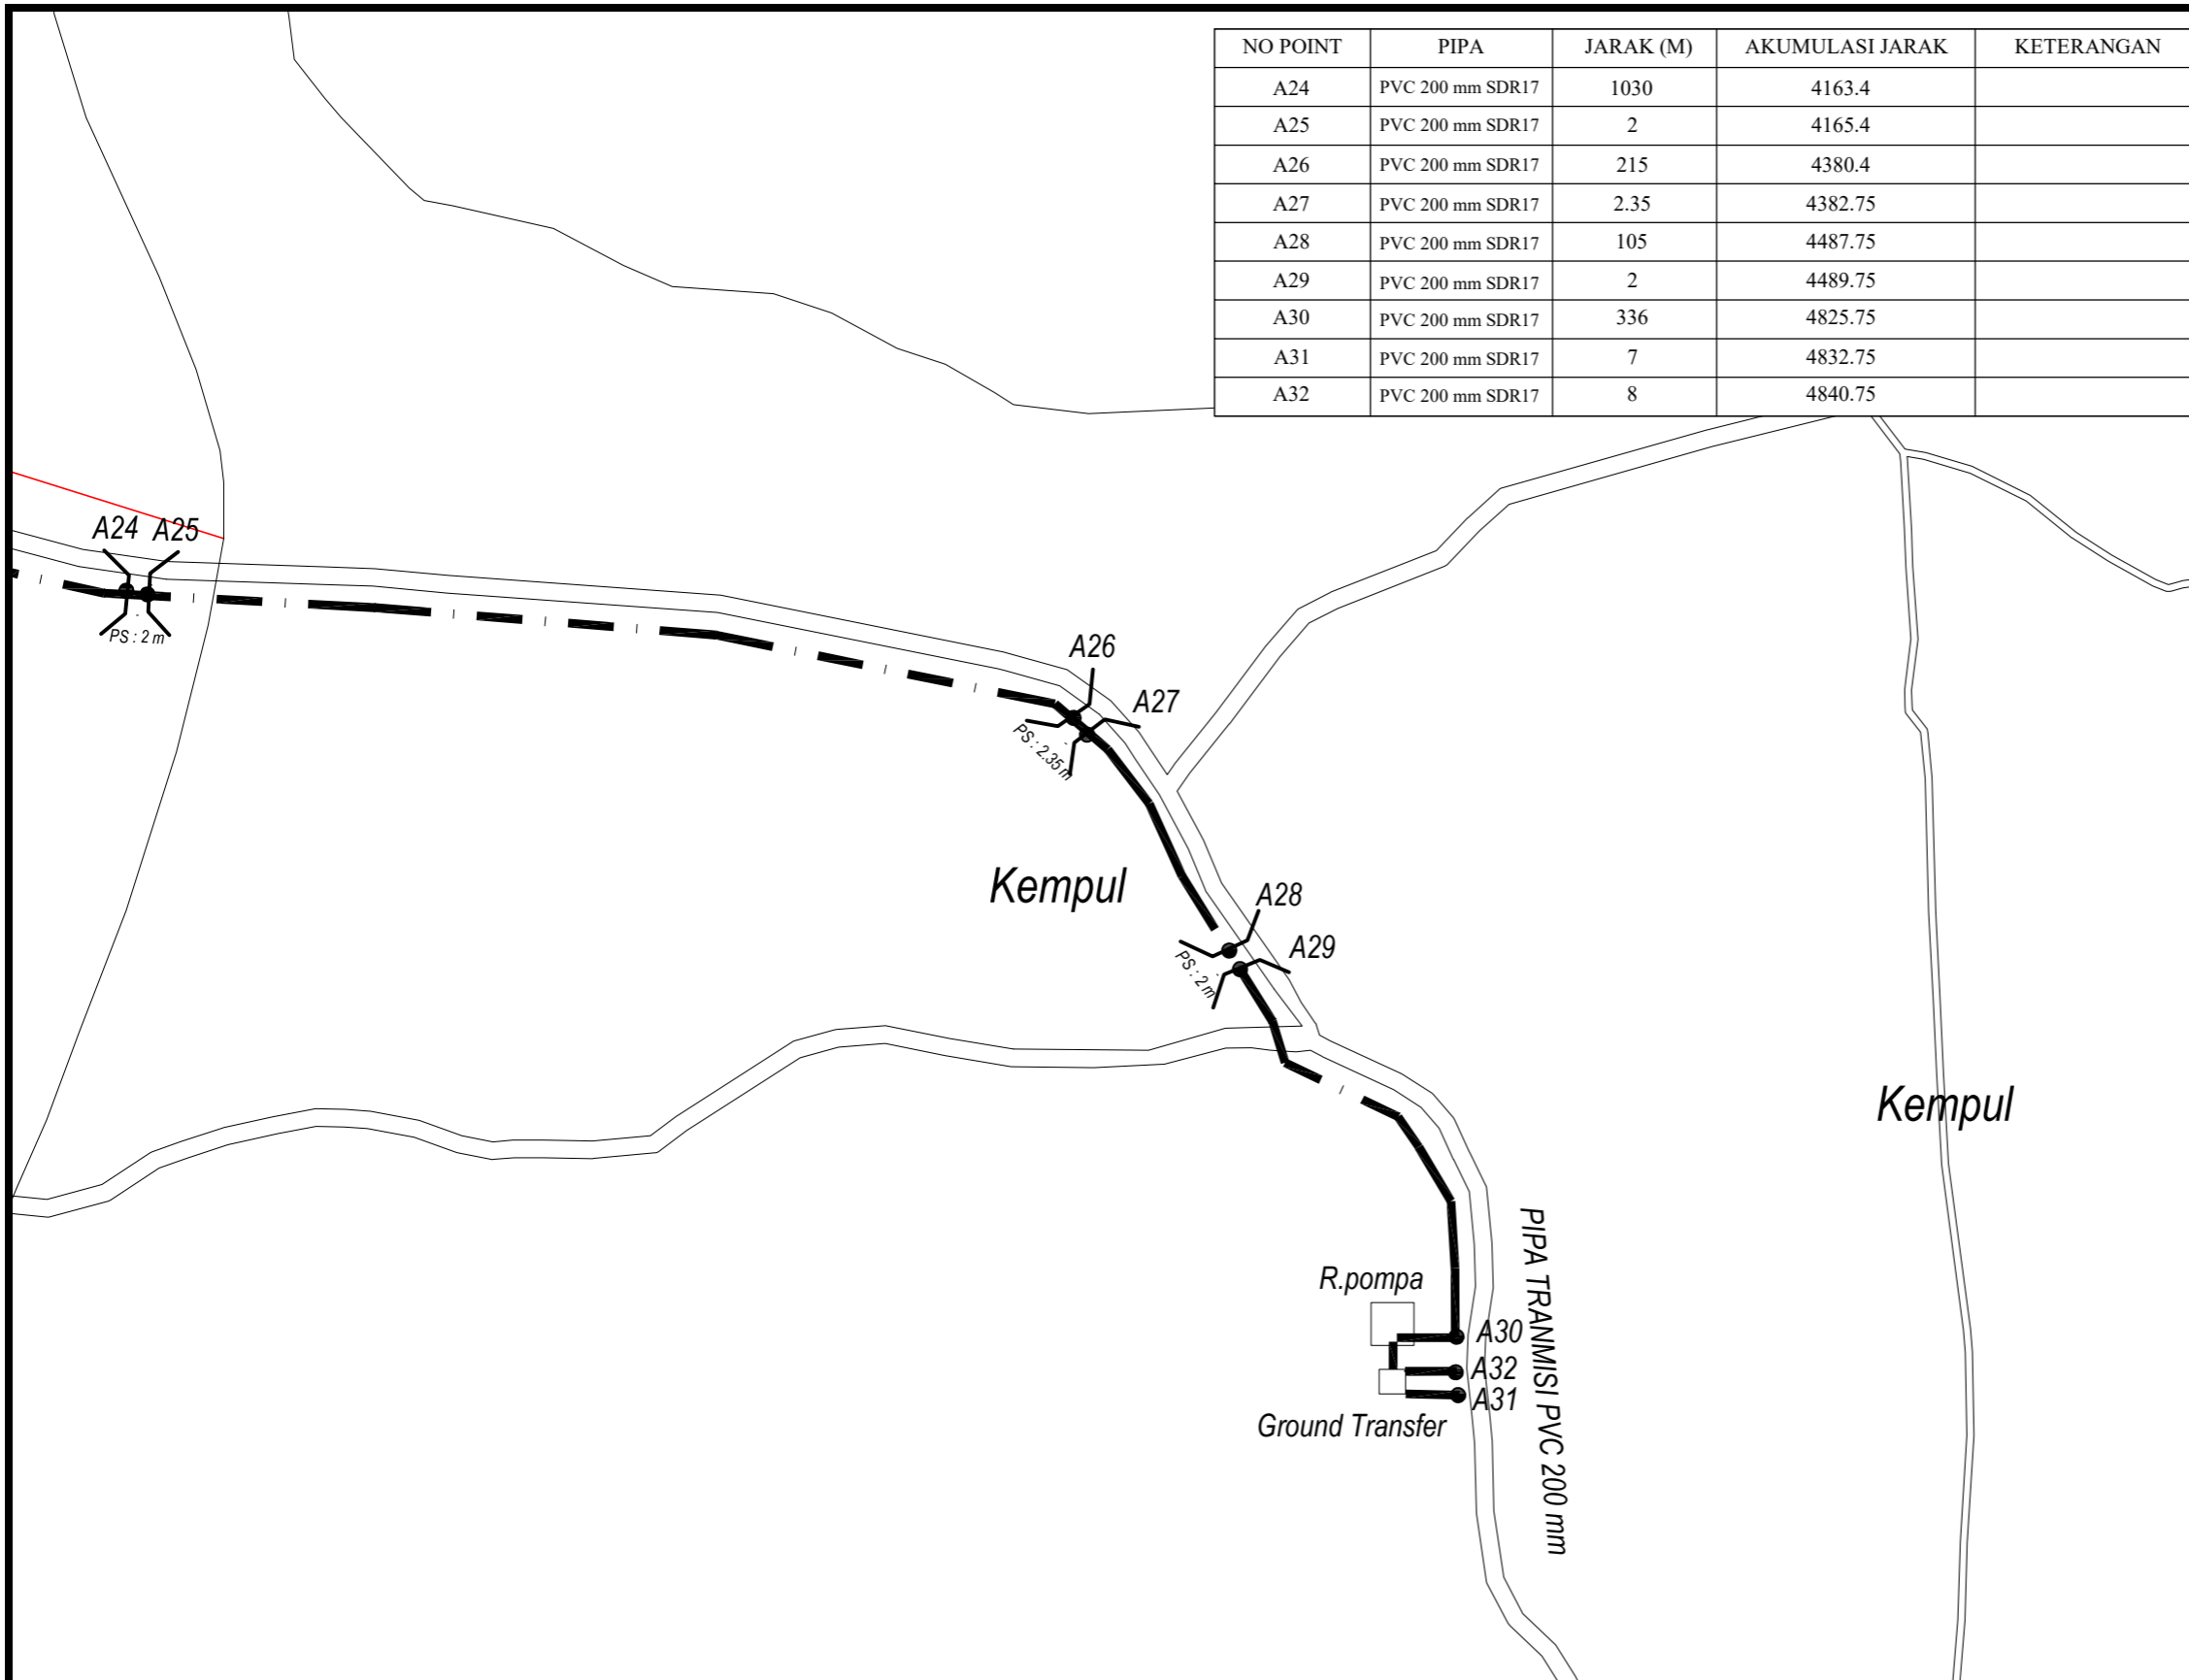 NO POINT PIPA JARAK (M) AKUMULASI JARAK KETERANGAN
A24 PVC 200 mm SDR17 1030 4163.4
A25 PVC 200 mm SDR17 2 4165.4
A26 PVC 200 mm SDR17 215 4380.4
A27 PVC 200 mm SDR17 2.35 4382.75
A28 PVC 200 mm SDR17 105 4487.75
A29 PVC 200 mm SDR17 2 4489.75
A30 PVC 200 mm SDR17 336 4825.75
A31 PVC 200 mm SDR17 7 4832.75
A32 PVC 200 mm SDR17 8 4840.75
A24 A25
PS : 2 m
A26
A27
PS : 2.35 m
Kempul
A28
A29
PS : 2 m
Kempul
PIPA TRANMISI PVC 200 mm
R.pompa
A30
A32
A31
Ground Transfer